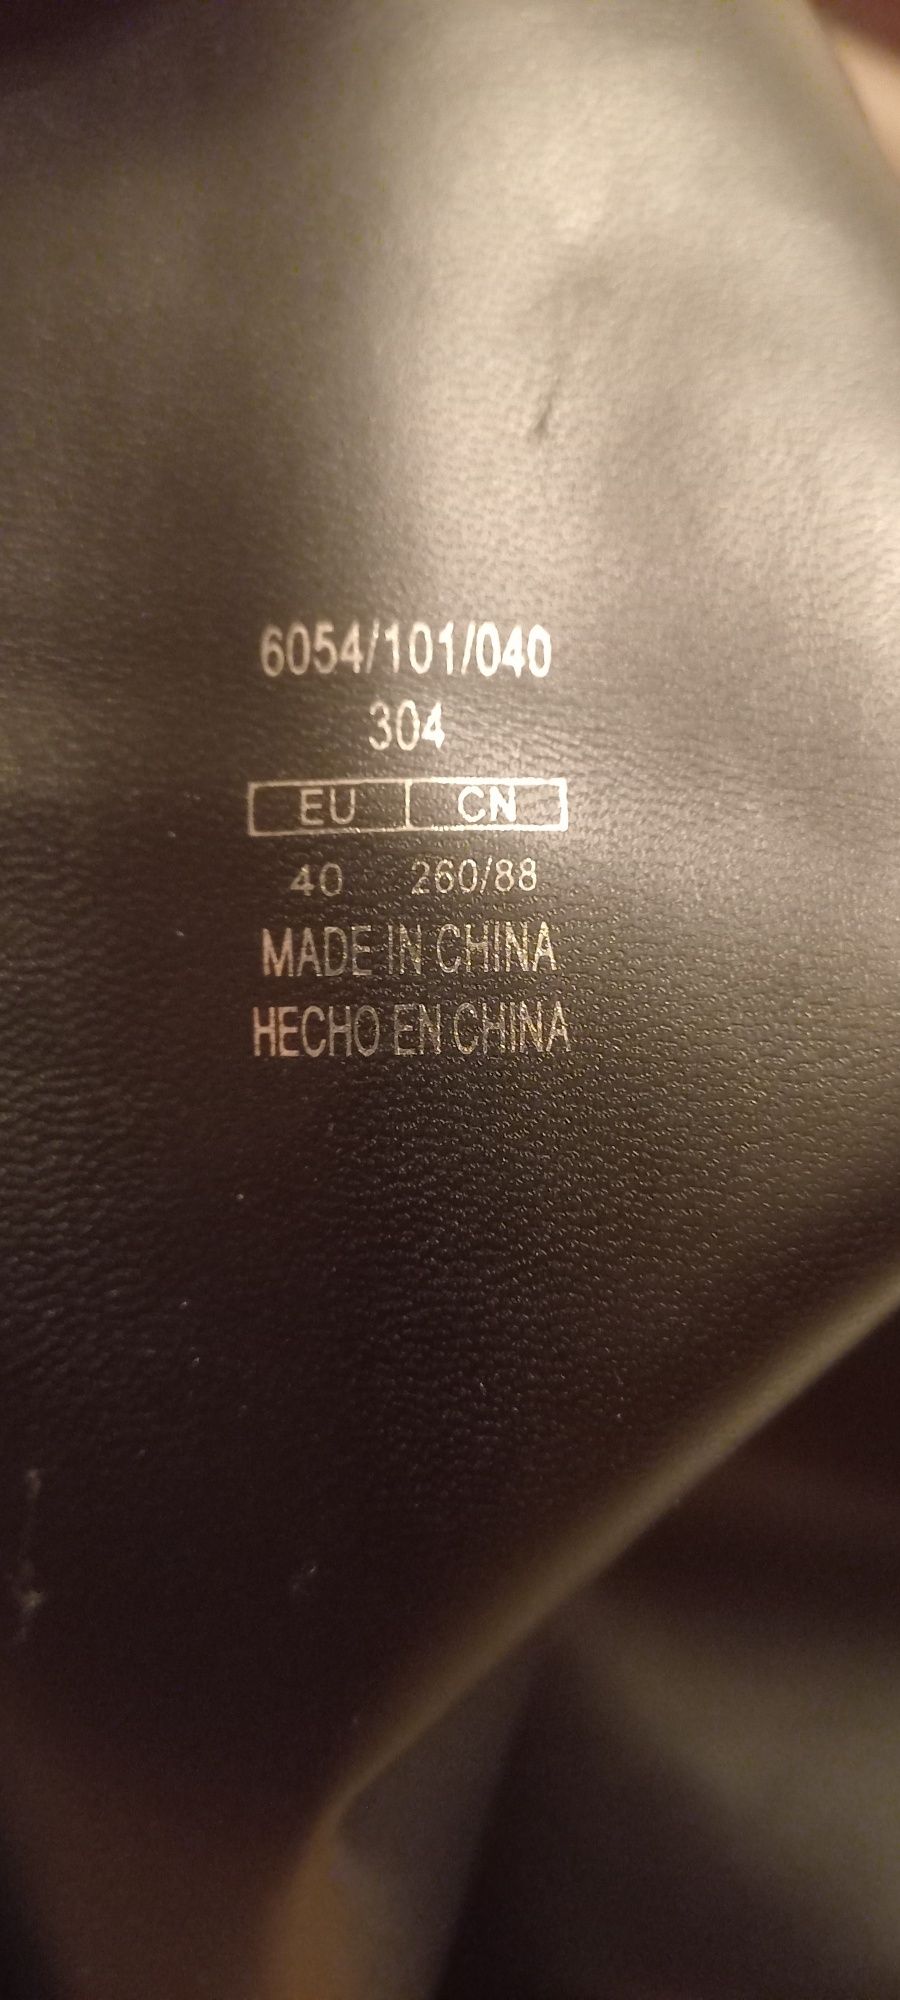 6054/101/040
304
EU CN
40 260/88
MADE IN CHINA
HECHO EN CHINA